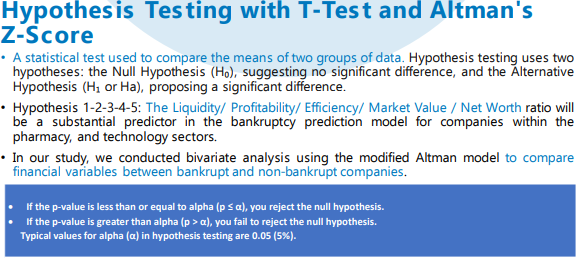 Hypothesis Testing with T-Test and Altman's
Z-Score
• A statistical test used to compare the means of two groups of data. Hypothesis testing uses two
hypotheses: the Null Hypothesis (H₀), suggesting no significant difference, and the Alternative
Hypothesis (H₁ or Ha), proposing a significant difference.
• Hypothesis 1-2-3-4-5: The Liquidity/ Profitability/ Efficiency/ Market Value / Net Worth ratio will
be a substantial predictor in the bankruptcy prediction model for companies within the
pharmacy, and technology sectors.
• In our study, we conducted bivariate analysis using the modified Altman model to compare
financial variables between bankrupt and non-bankrupt companies.
• If the p-value is less than or equal to alpha (p ≤ α), you reject the null hypothesis.
• If the p-value is greater than alpha (p > α), you fail to reject the null hypothesis.
Typical values for alpha (α) in hypothesis testing are 0.05 (5%).